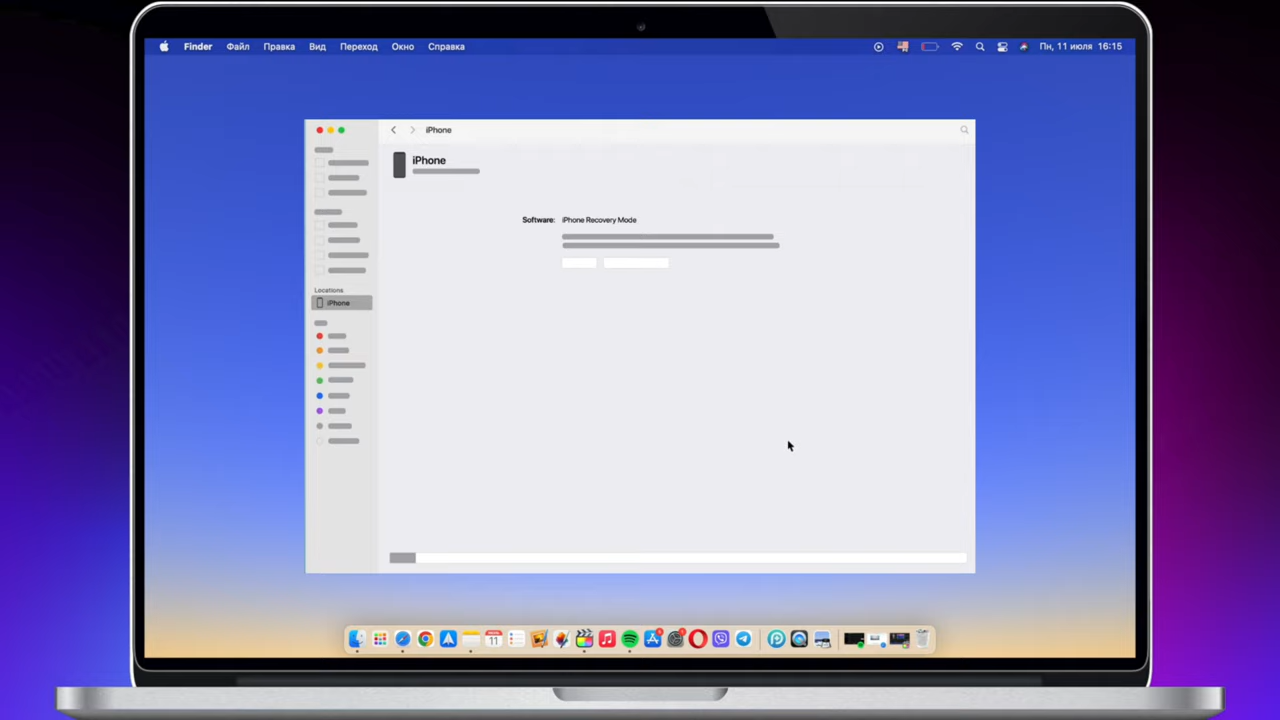 Finder Файл Правка Вид Переход Окно Справка Пн, 11 июля 16:15
iPhone
iPhone
Software: iPhone Recovery Mode
Locations
iPhone
11